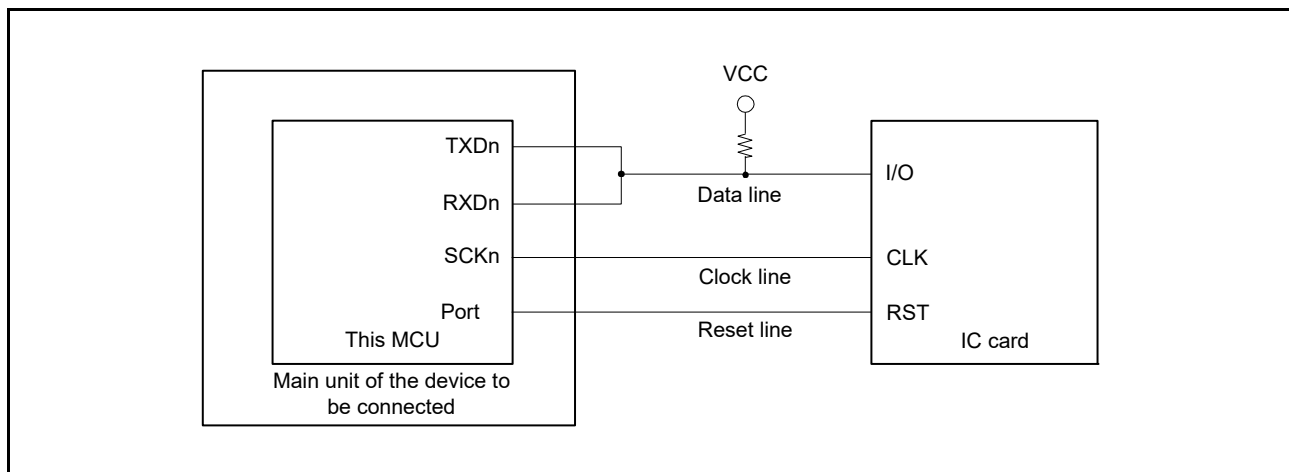 VCC
TXDn
I/O
Data line
RXDn
SCKn
CLK
Clock line
Port
RST
Reset line
This MCU
IC card
Main unit of the device to
be connected